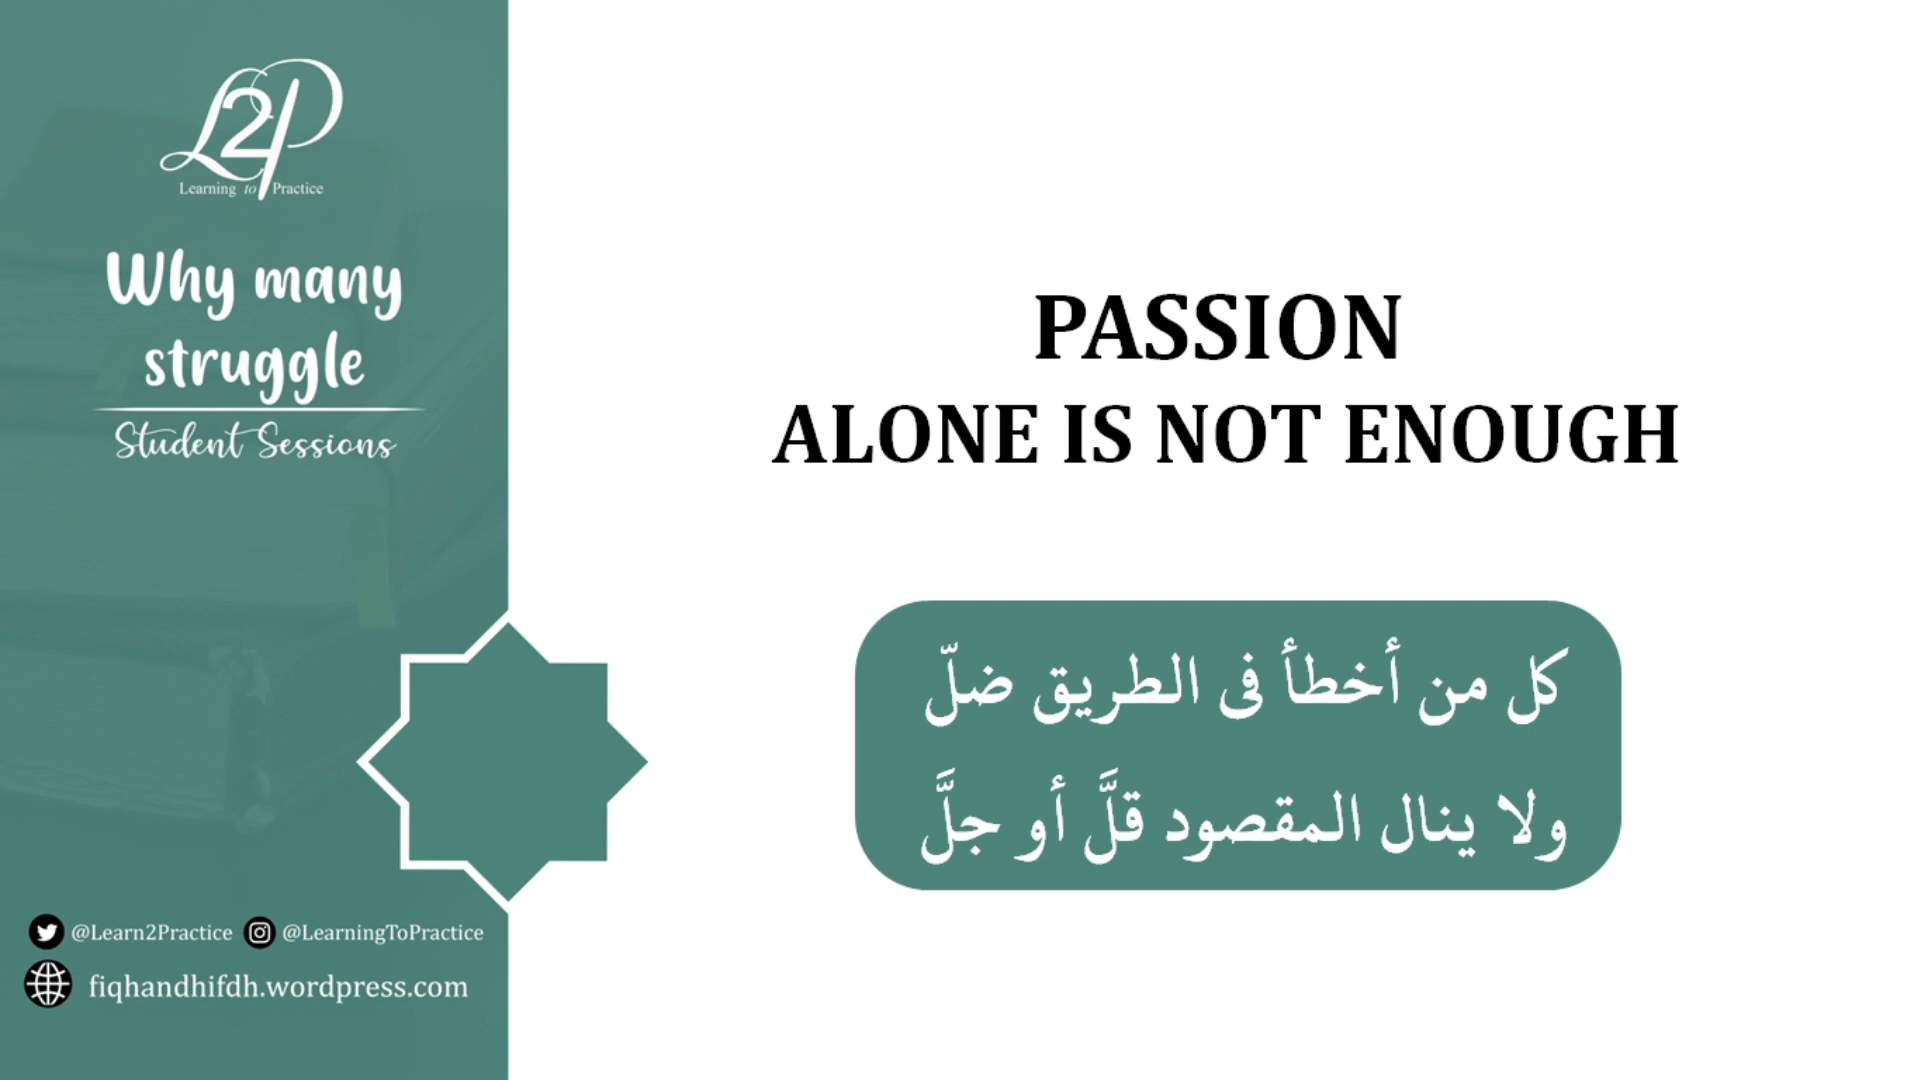 L2P
Learning to Practice
Why many
struggle
Student Sessions
PASSION
ALONE IS NOT ENOUGH
كل من أخطأ فى الطريق ضلّ
ولا ينال المقصود قلَّ أو جلَّ
@Learn2Practice @LearningToPractice
fiqhandhifdh.wordpress.com